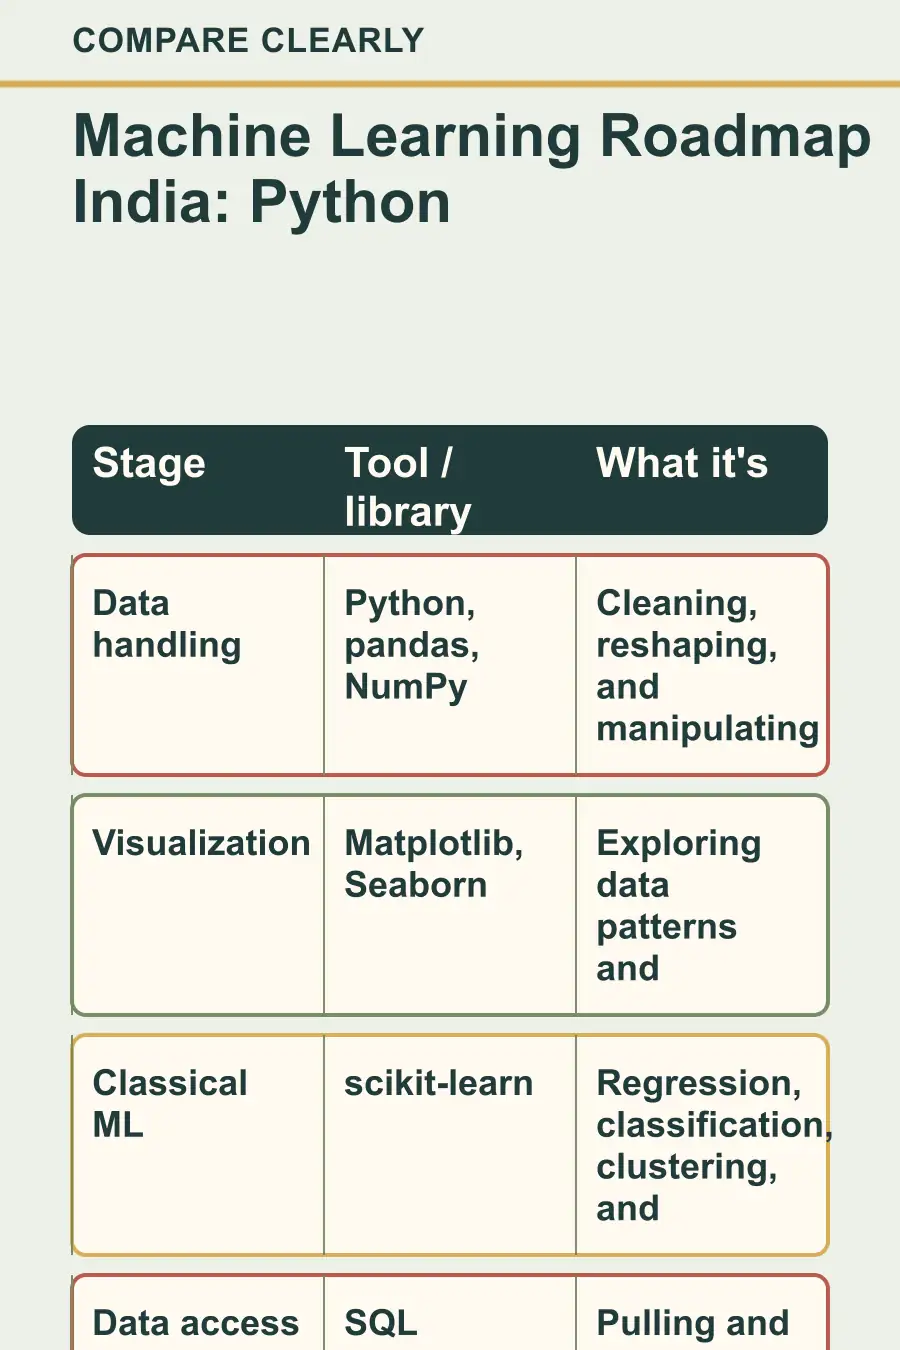 COMPARE CLEARLY
Machine Learning Roadmap
India: Python
Stage
Tool /
library
What it's
Data
handling
Python,
pandas,
NumPy
Cleaning,
reshaping,
and
manipulating
Visualization
Matplotlib,
Seaborn
Exploring
data
patterns
and
Classical
ML
scikit-learn
Regression,
classification,
clustering,
and
Data access
SQL
Pulling and